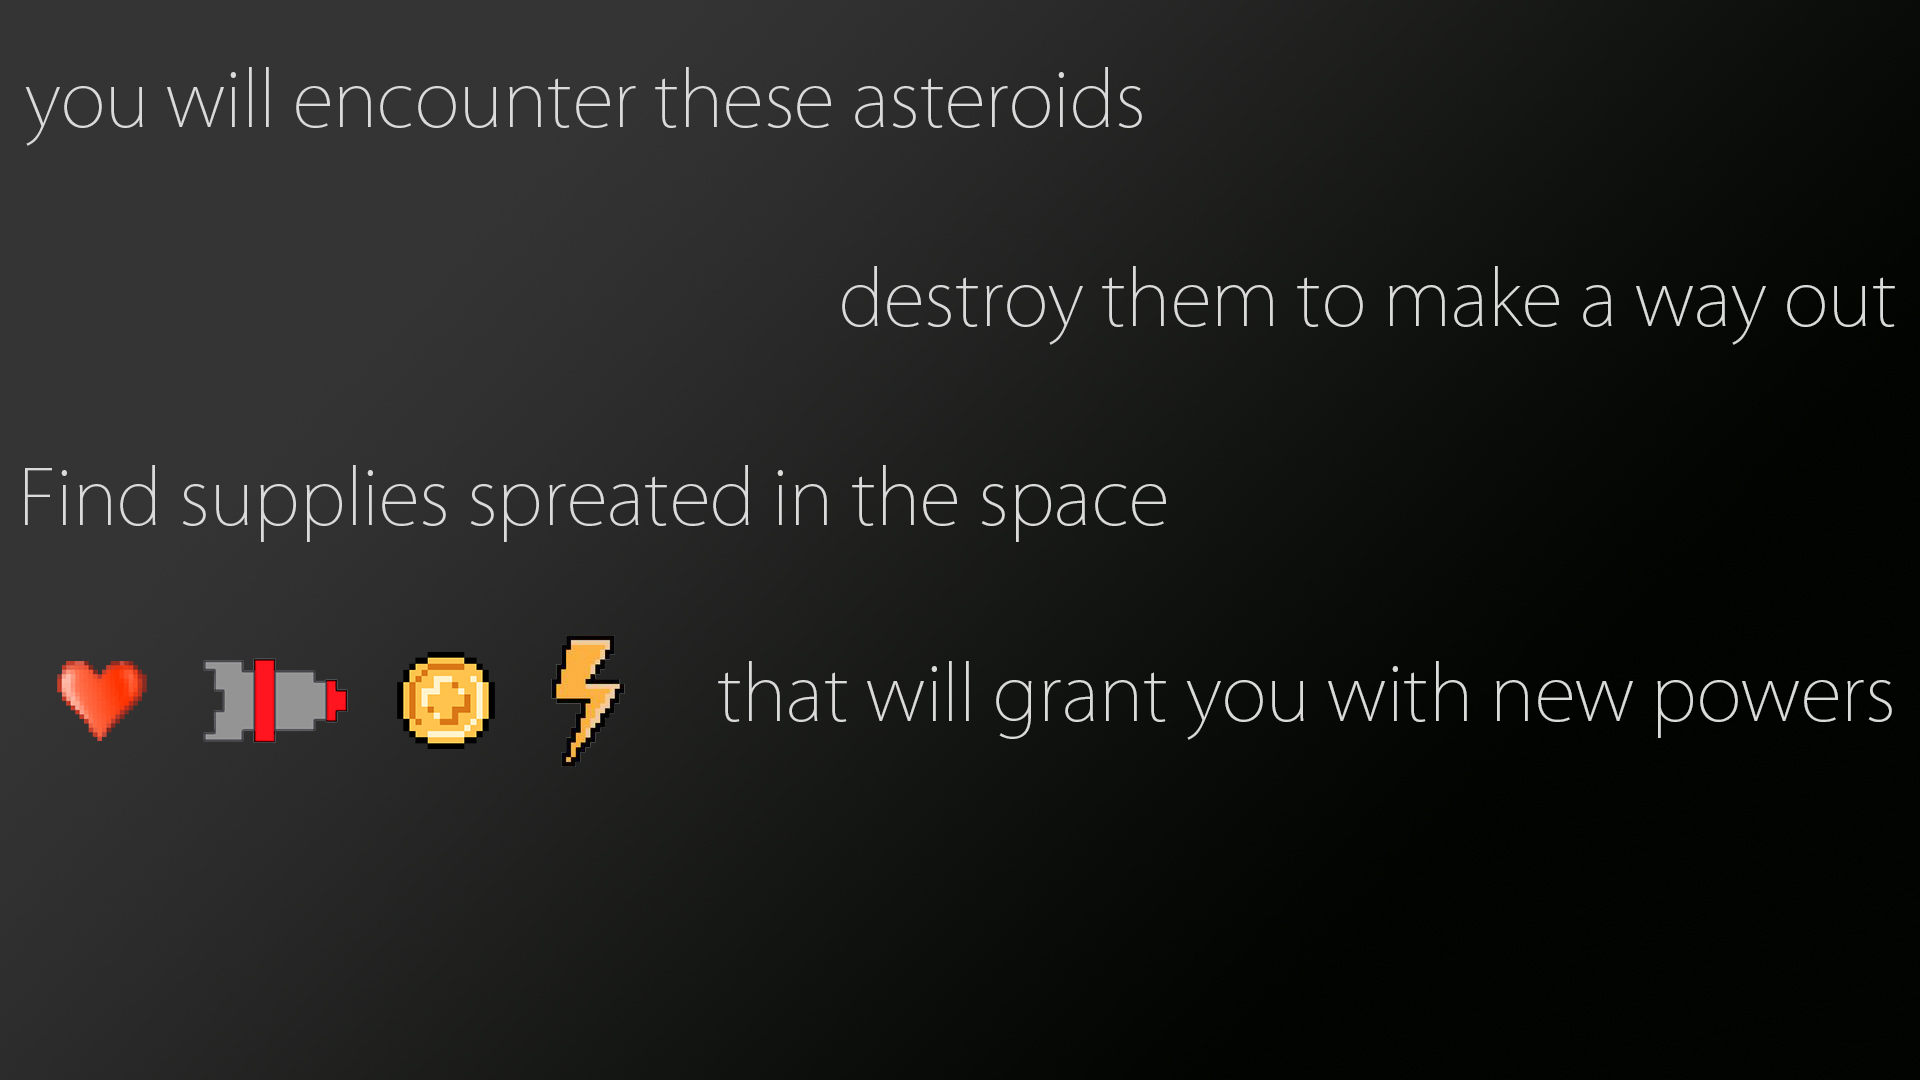 you will encounter these asteroids
destroy them to make a way out
Find supplies spreated in the space
that will grant you with new powers